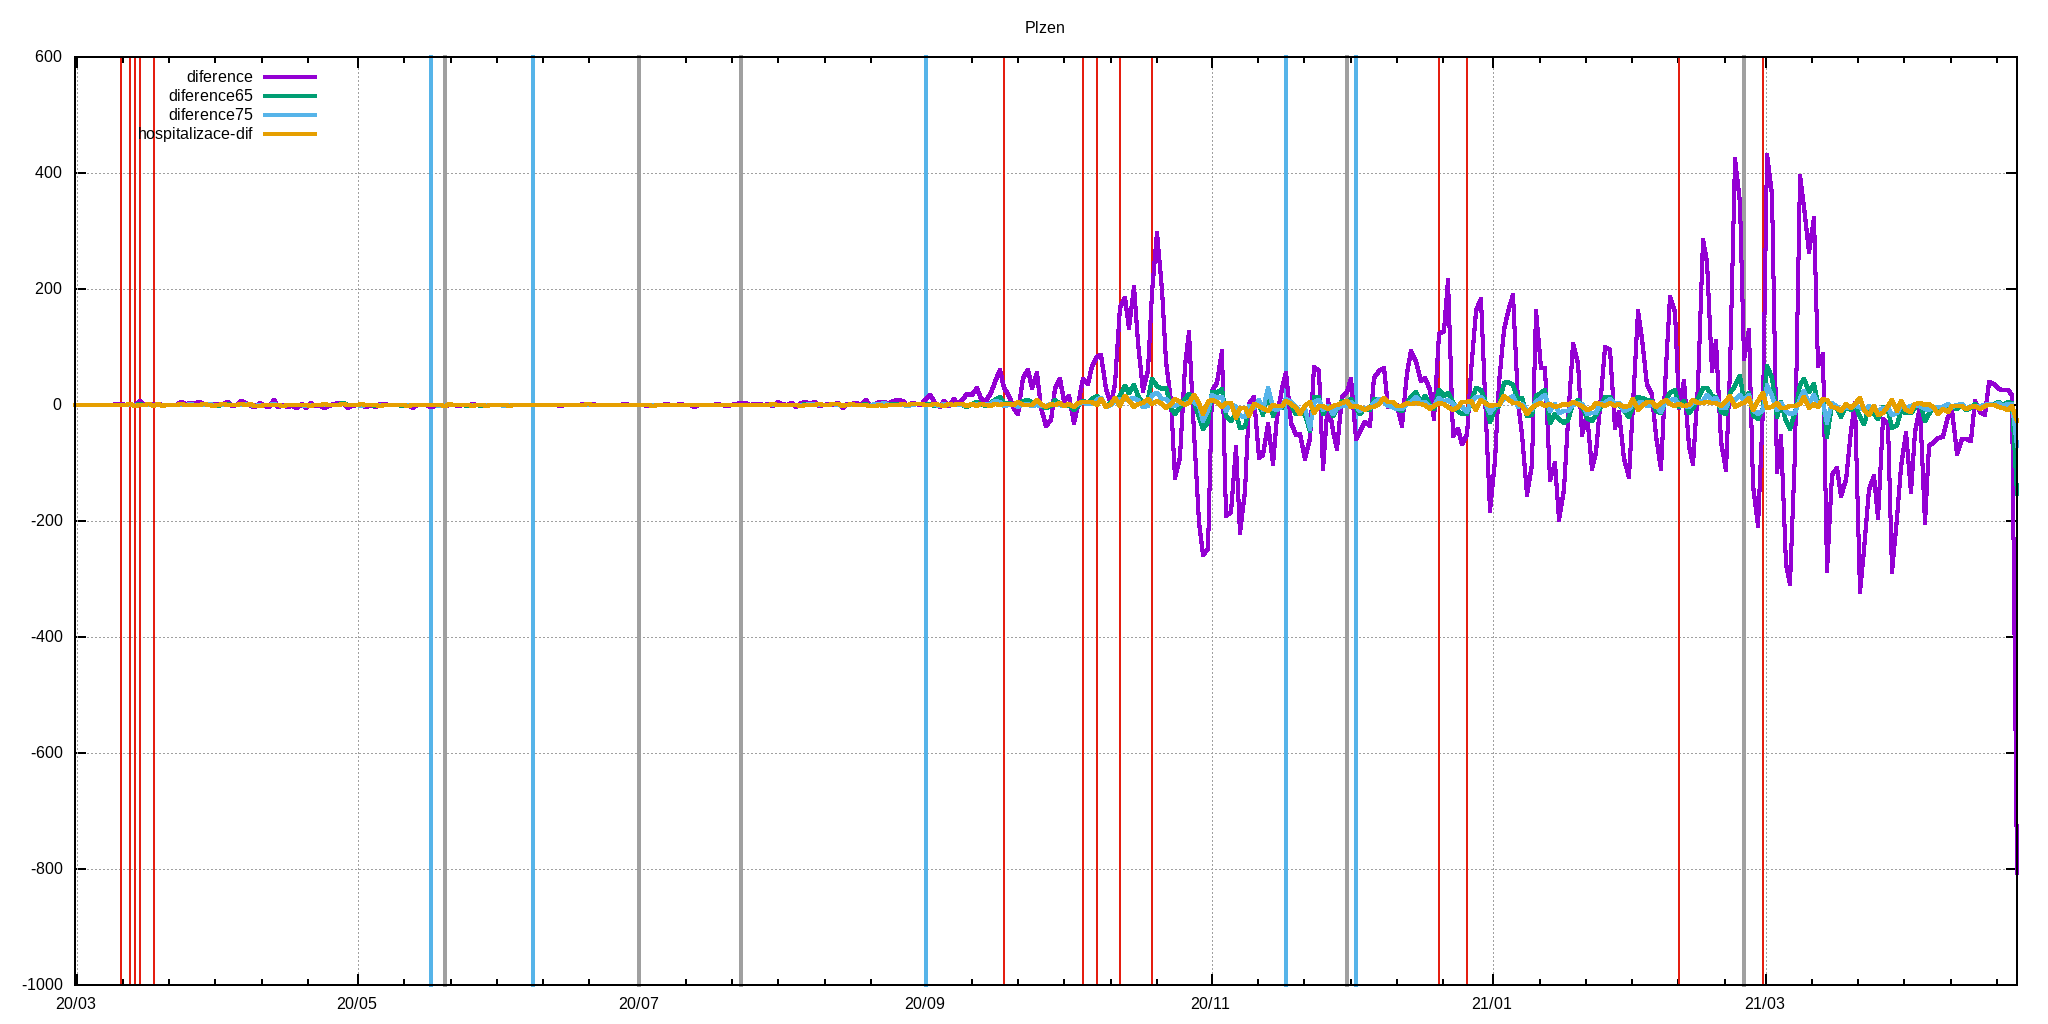 Plzen
600
diference
diference65
diference75
hospitalizace-dif
400
200
0
-200
-400
-600
-800
-1000
20/03 20/05 20/07 20/09 20/11 21/01 21/03